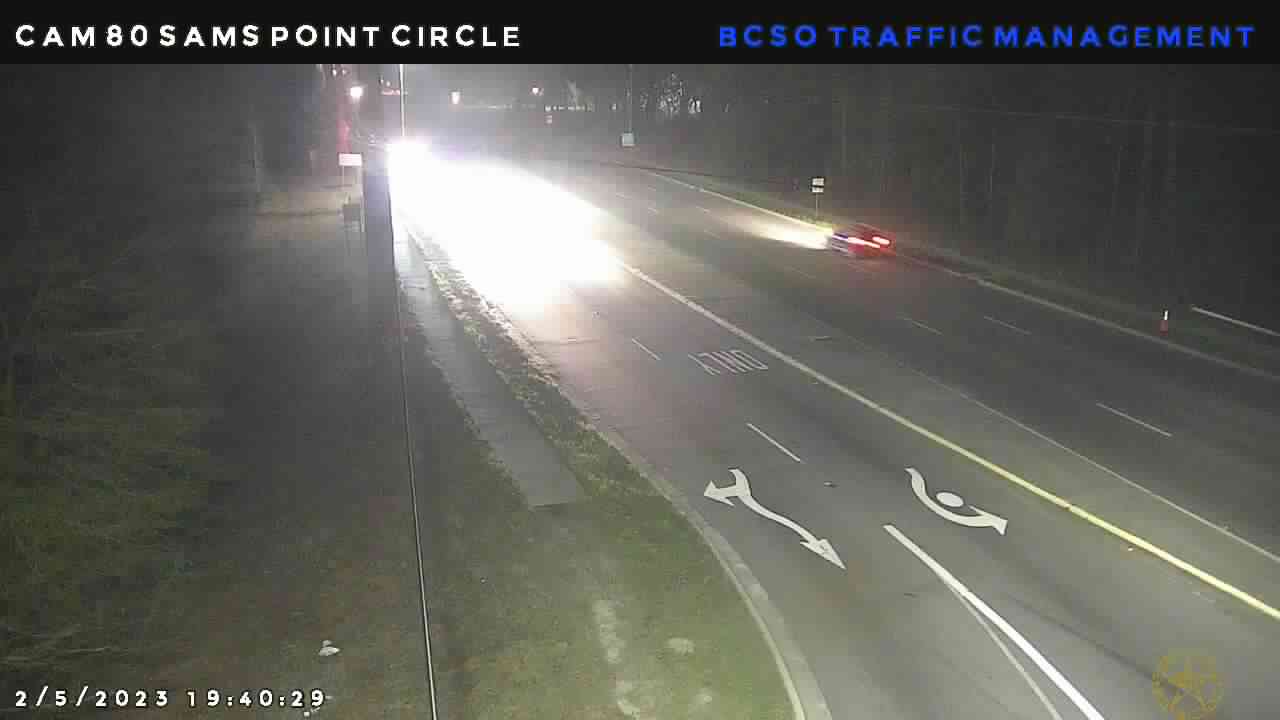 CAM 80 SAMS POINT CIRCLE
BCSO TRAFFIC MANAGEMENT
ONLY
2/5/2023 19:40:29